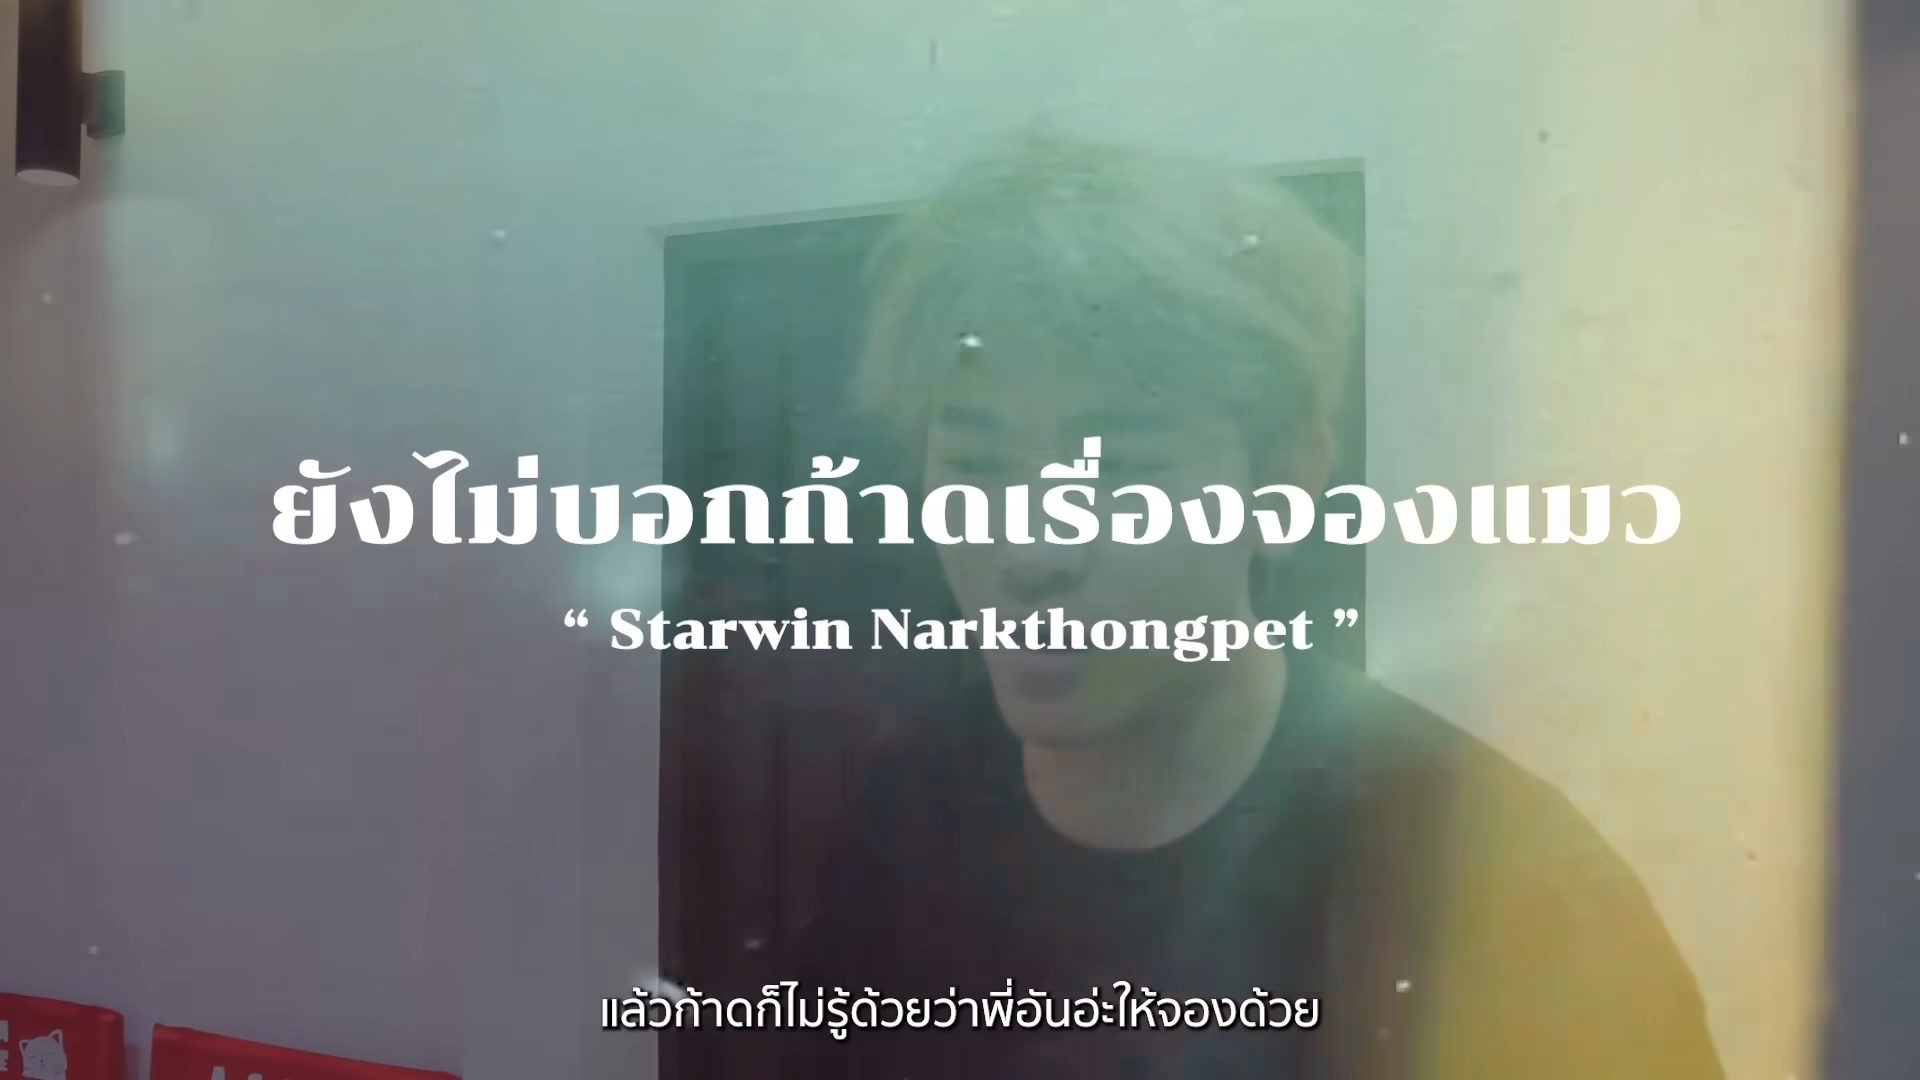 ยังไม่บอกก้าดเรื่องจองแมว
“ Starwin Narkthongpet ”
แล้วก้าดก็ไม่รู้ด้วยว่าพี่อันอ่ะให้จองด้วย